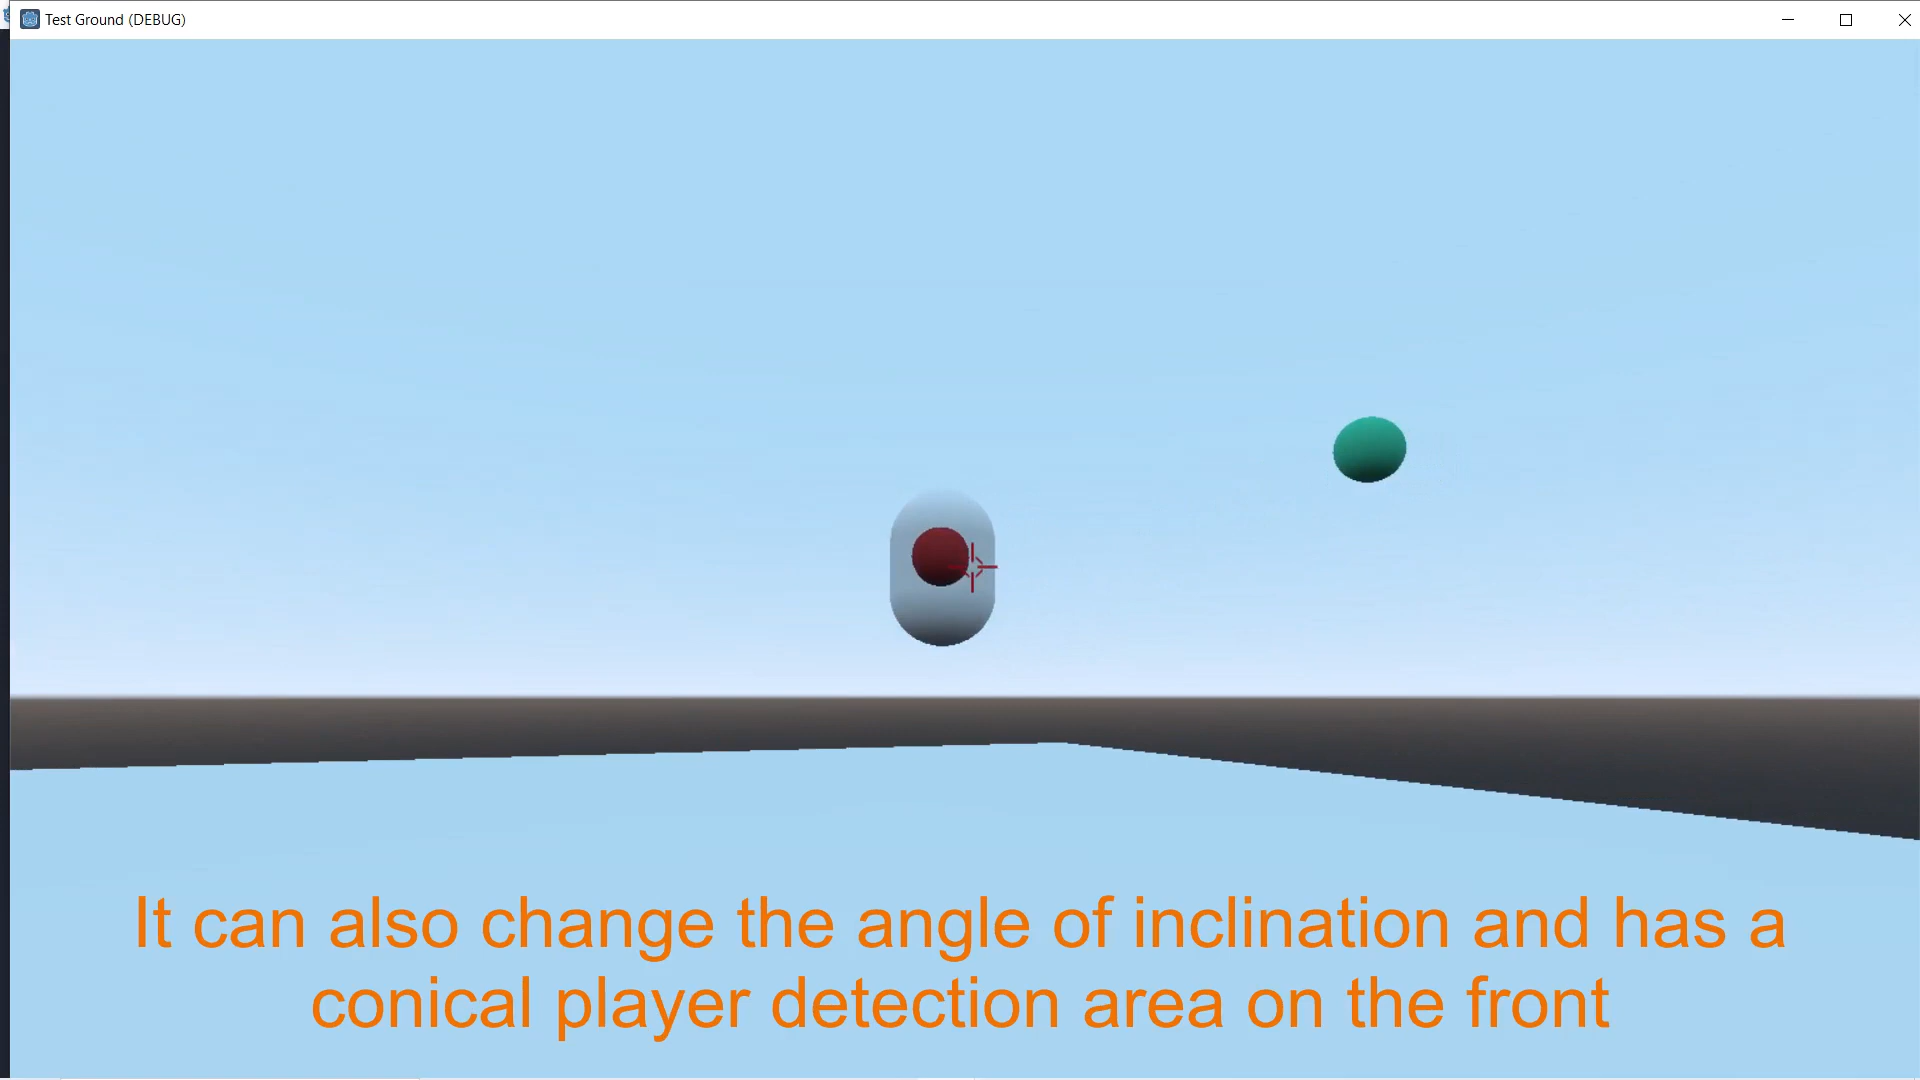 Test Ground (DEBUG)
It can also change the angle of inclination and has a
conical player detection area on the front